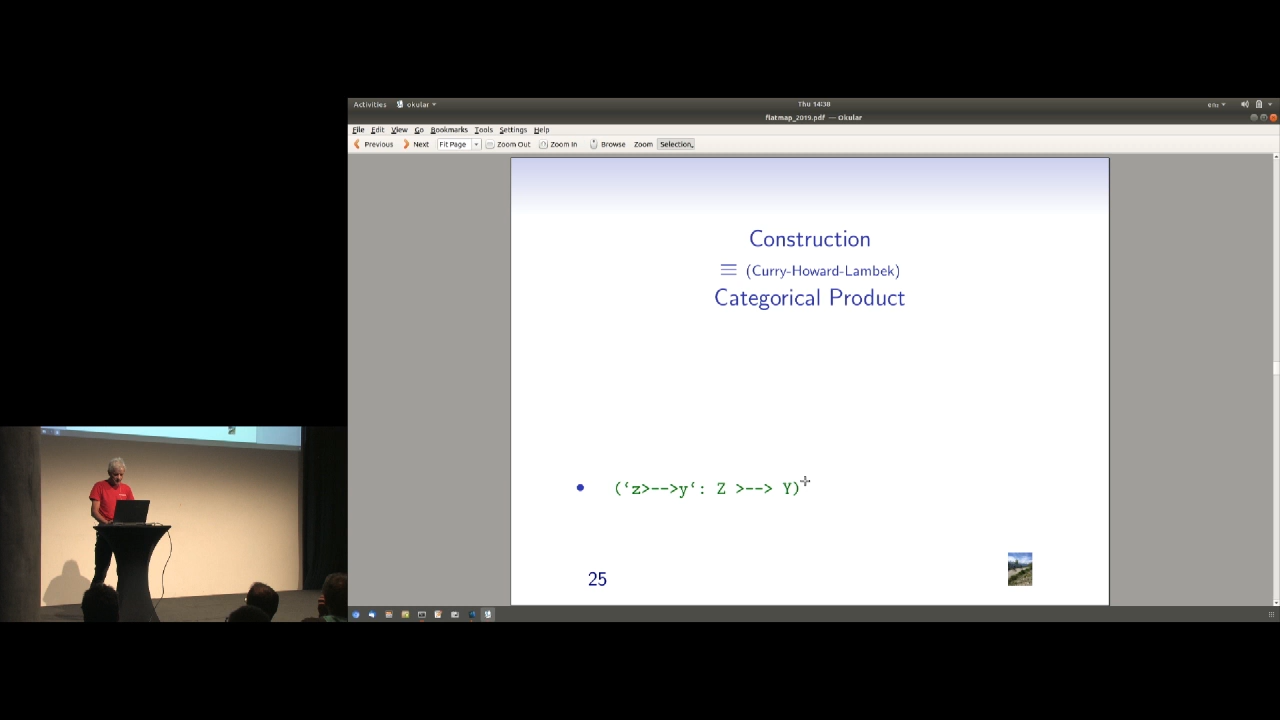 Activities okular Thu 14:38 en₂
flatmap_2019.pdf — Okular
File Edit View Go Bookmarks Tools Settings Help
Previous Next Fit Page Zoom Out Zoom In Browse Zoom Selection
Construction
≡ (Curry-Howard-Lambek)
Categorical Product
• (‘z>-->y‘: Z >--> Y)
25